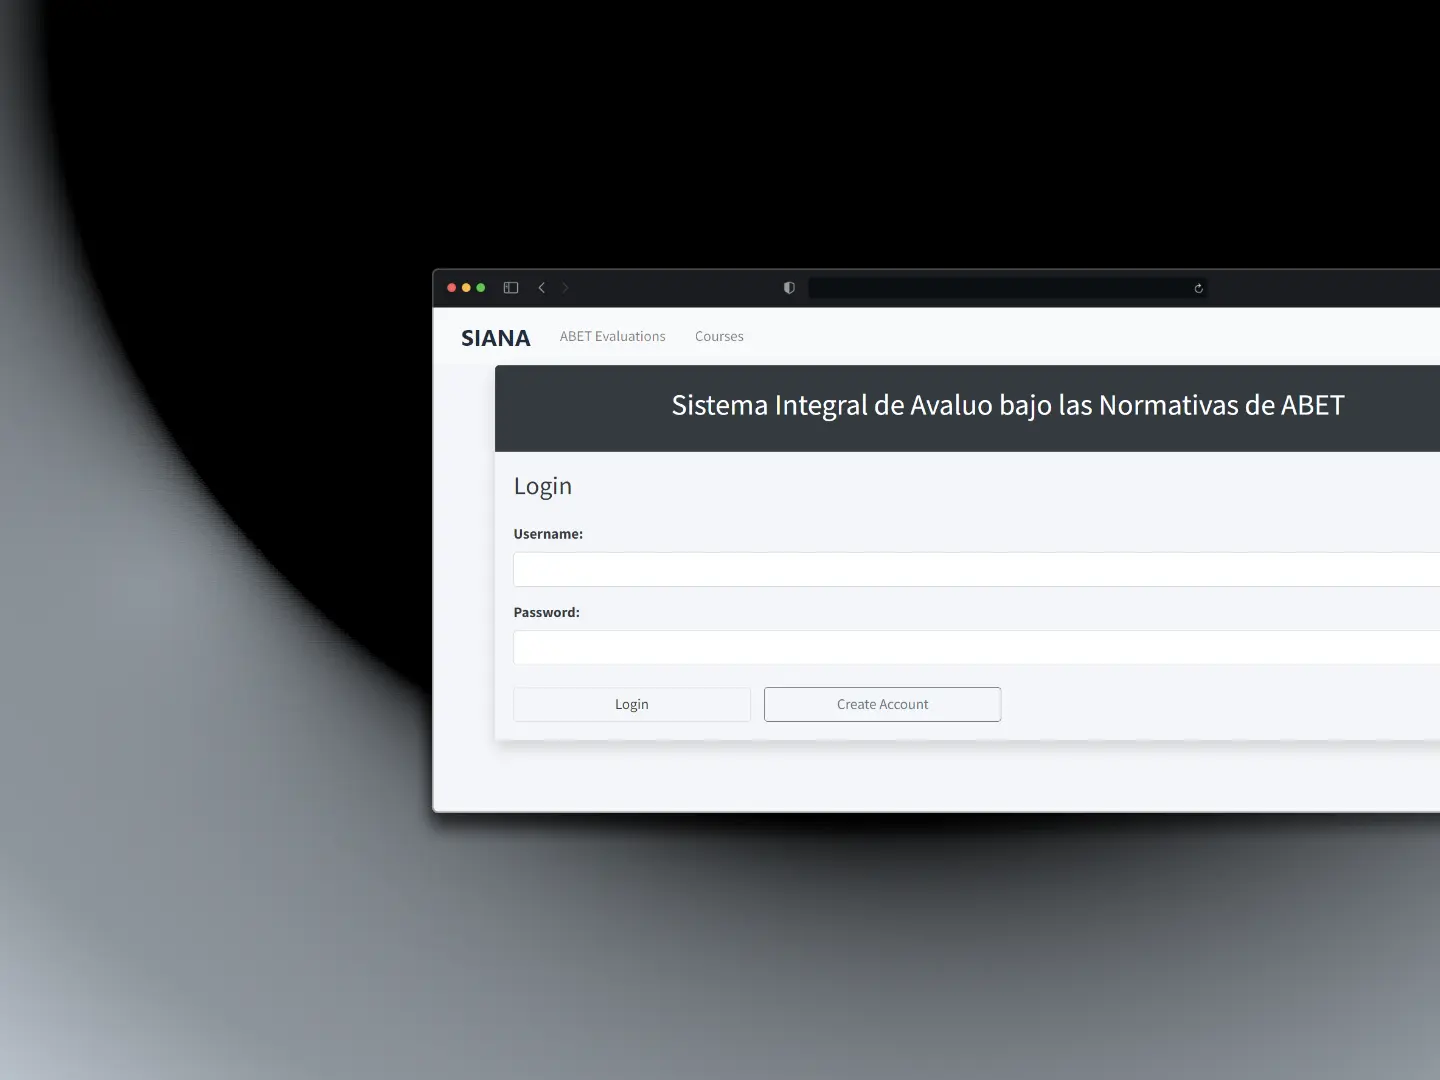 SIANA ABET Evaluations Courses
Sistema Integral de Avaluo bajo las Normativas de ABET
Login
Username:
Password:
Login Create Account